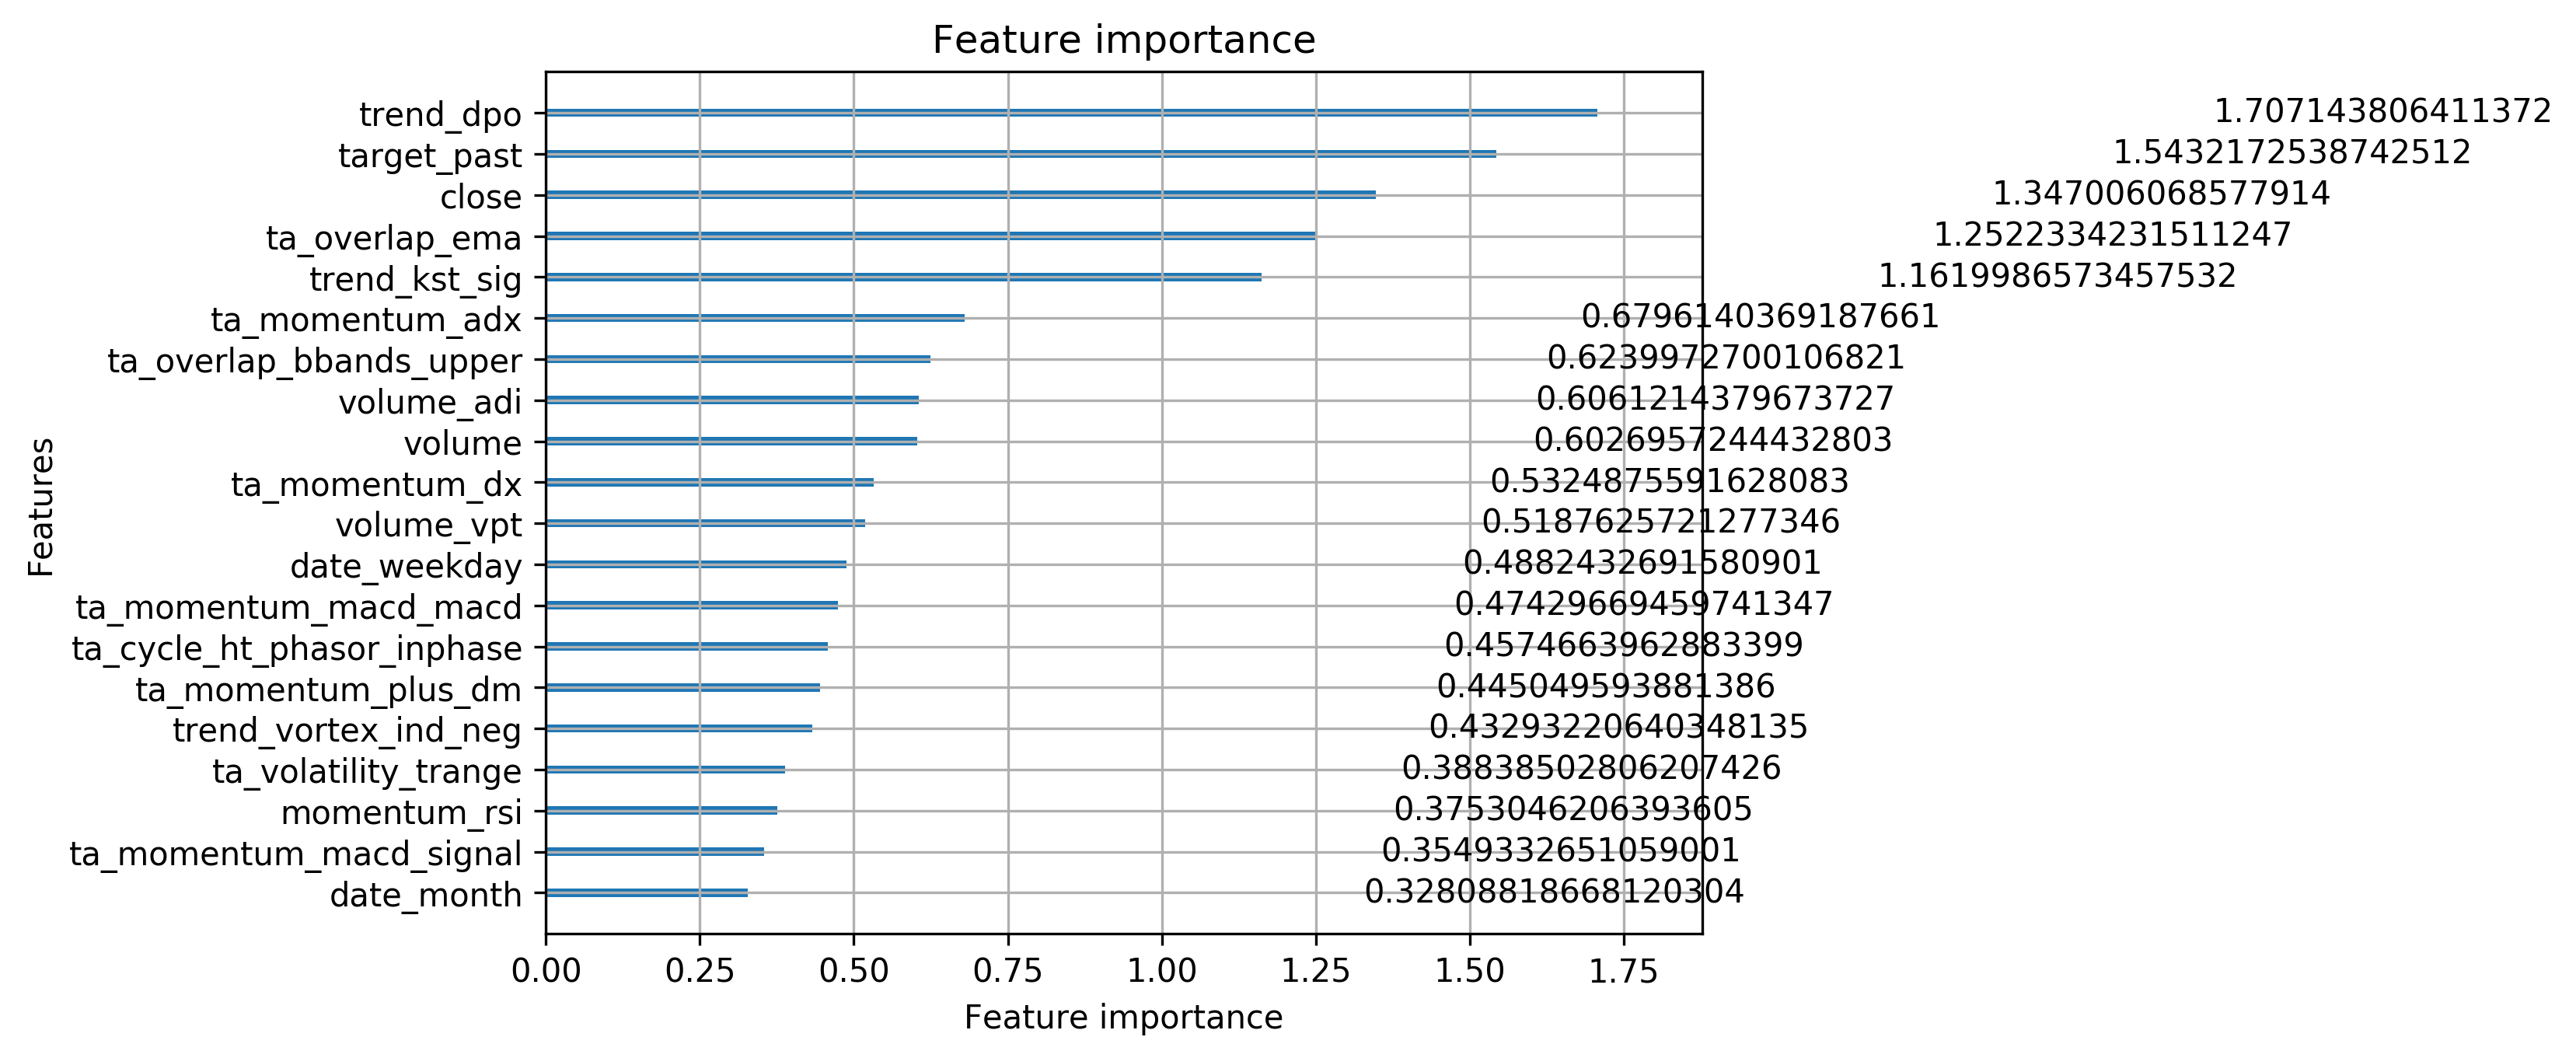 Feature importance
trend_dpo 1.707143806411372
target_past 1.5432172538742512
close 1.347006068577914
ta_overlap_ema 1.2522334231511247
trend_kst_sig 1.1619986573457532
ta_momentum_adx 0.6796140369187661
ta_overlap_bbands_upper 0.6239972700106821
volume_adi 0.6061214379673727
volume 0.6026957244432803
ta_momentum_dx 0.5324875591628083
volume_vpt 0.5187625721277346
date_weekday 0.4882432691580901
ta_momentum_macd_macd 0.47429669459741347
ta_cycle_ht_phasor_inphase 0.4574663962883399
ta_momentum_plus_dm 0.445049593881386
trend_vortex_ind_neg 0.43293220640348135
ta_volatility_trange 0.38838502806207426
momentum_rsi 0.3753046206393605
ta_momentum_macd_signal 0.3549332651059001
date_month 0.32808818668120304
Features
0.00 0.25 0.50 0.75 1.00 1.25 1.50 1.75
Feature importance